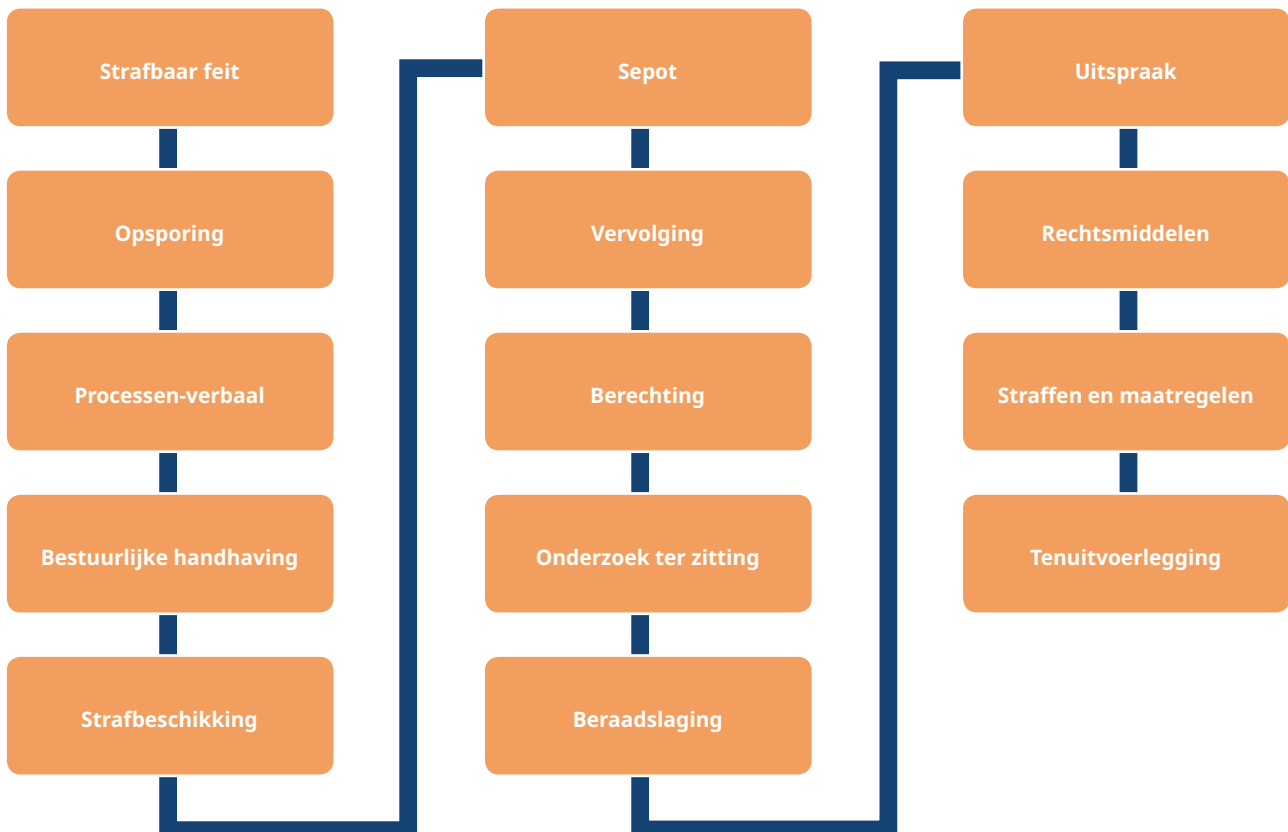 Strafbaar feit
Opsporing
Processen-verbaal
Bestuurlijke handhaving
Strafbeschikking
Sepot
Vervolging
Berechting
Onderzoek ter zitting
Beraadslaging
Uitspraak
Rechtsmiddelen
Straffen en maatregelen
Tenuitvoerlegging